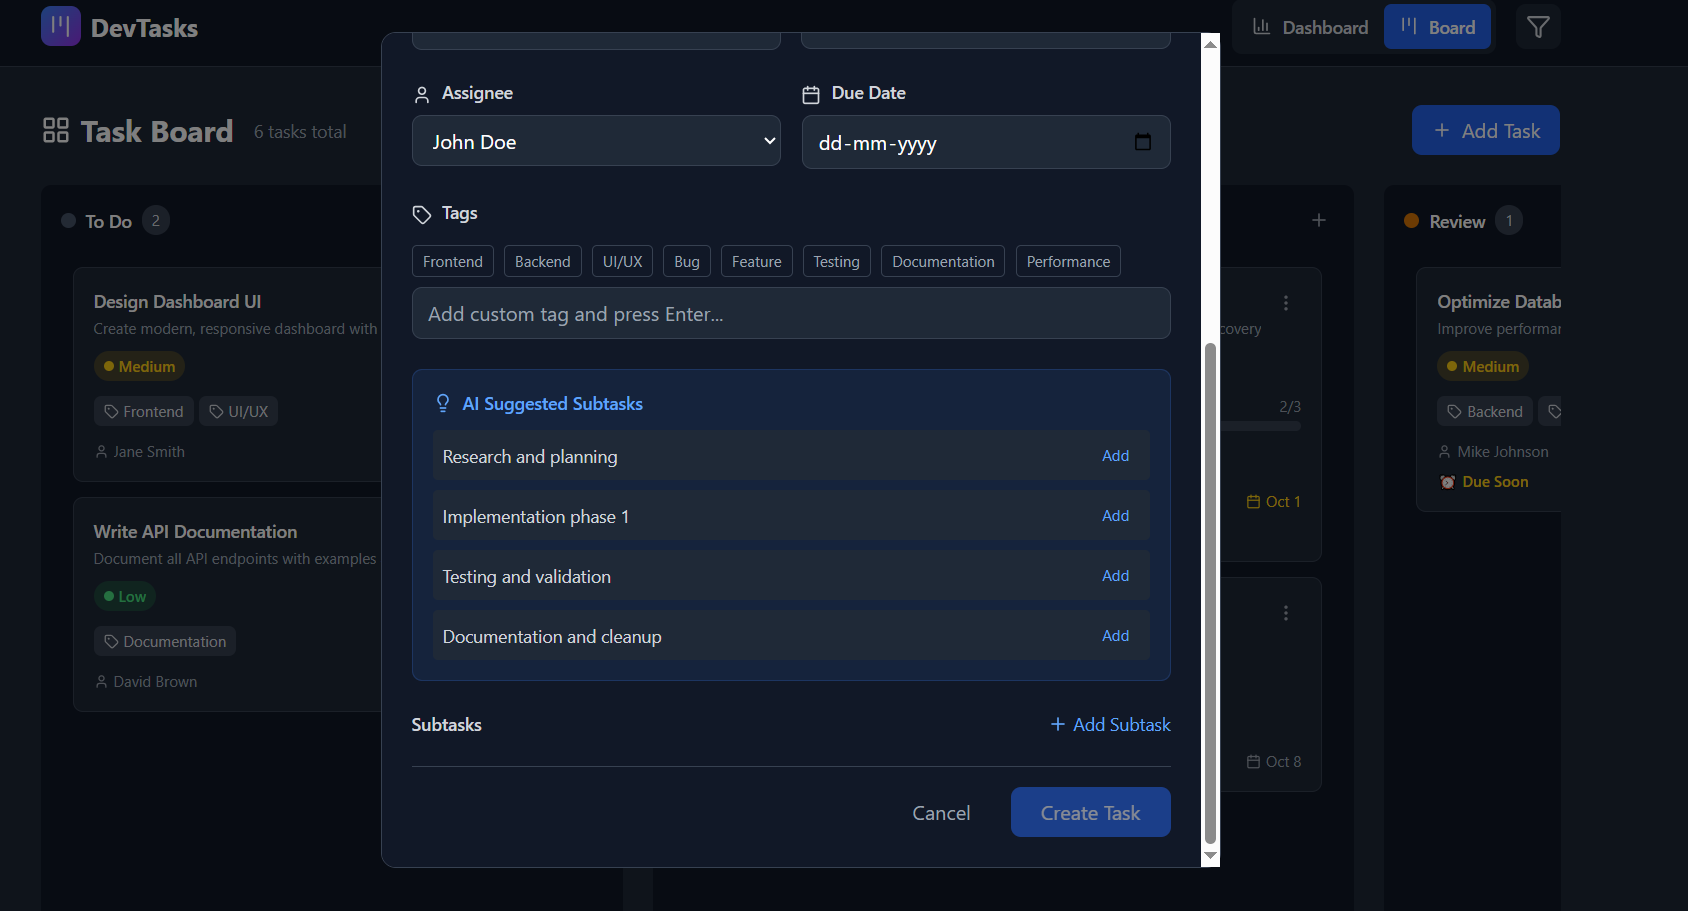 DevTasks
Dashboard
Board
Task Board
6 tasks total
Add Task
To Do
2
Design Dashboard UI
Create modern, responsive dashboard with
Medium
Frontend
UI/UX
Jane Smith
Write API Documentation
Document all API endpoints with examples
Low
Documentation
David Brown
Assignee
Due Date
John Doe
dd-mm-yyyy
Tags
Frontend
Backend
UI/UX
Bug
Feature
Testing
Documentation
Performance
Add custom tag and press Enter...
AI Suggested Subtasks
Research and planning
Add
Implementation phase 1
Add
Testing and validation
Add
Documentation and cleanup
Add
Subtasks
+ Add Subtask
Cancel
Create Task
covery
2/3
Oct 1
Oct 8
Review
1
Optimize Datab
Improve performar
Medium
Backend
Mike Johnson
Due Soon